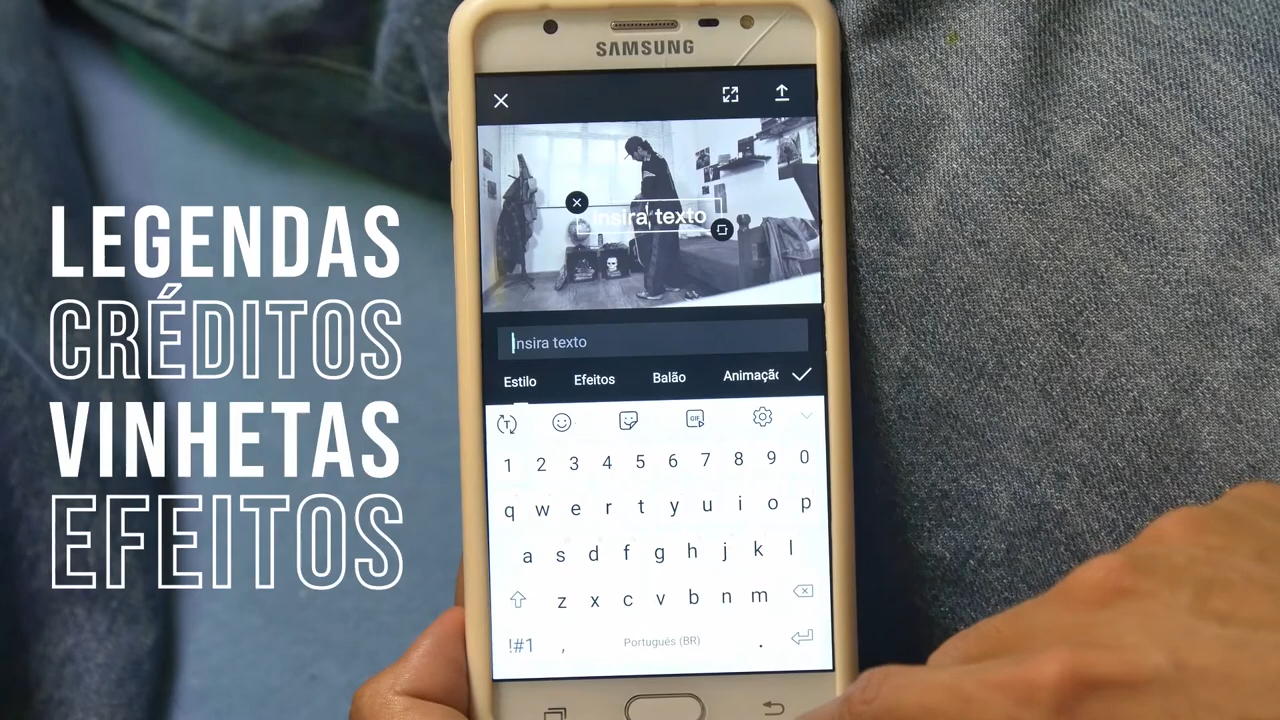 LEGENDAS
CRÉDITOS
VINHETAS
EFEITOS
SAMSUNG
insira texto
Insira texto
Estilo Efeitos Balão Animaçã
T GIF
1 2 3 4 5 6 7 8 9 0
q w e r t y u i o p
a s d f g h j k l
z x c v b n m
!#1 , Português (BR) .